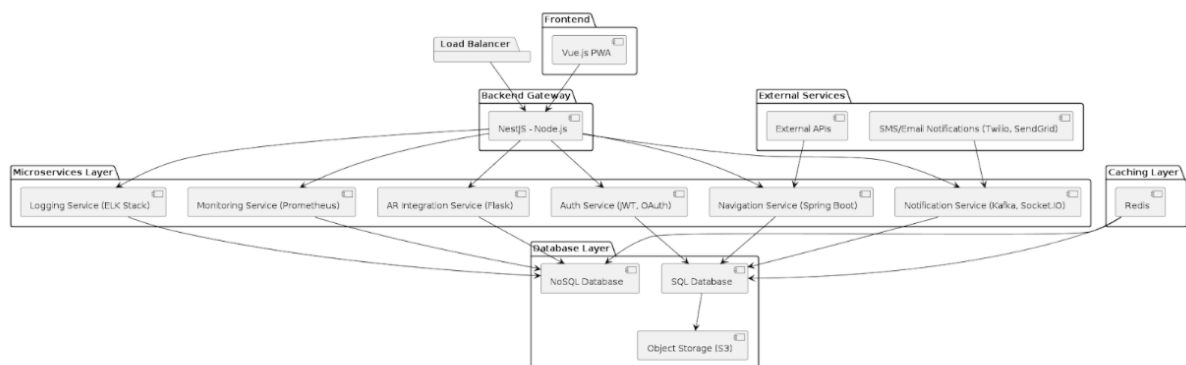 Frontend
Load Balancer
Vue.js PWA
Backend Gateway
External Services
NestJS - Node.js
External APIs
SMS/Email Notifications (Twilio, SendGrid)
Microservices Layer
Caching Layer
Logging Service (ELK Stack)
Monitoring Service (Prometheus)
AR Integration Service (Flask)
Auth Service (JWT, OAuth)
Navigation Service (Spring Boot)
Notification Service (Kafka, Socket.IO)
Redis
Database Layer
NoSQL Database
SQL Database
Object Storage (S3)